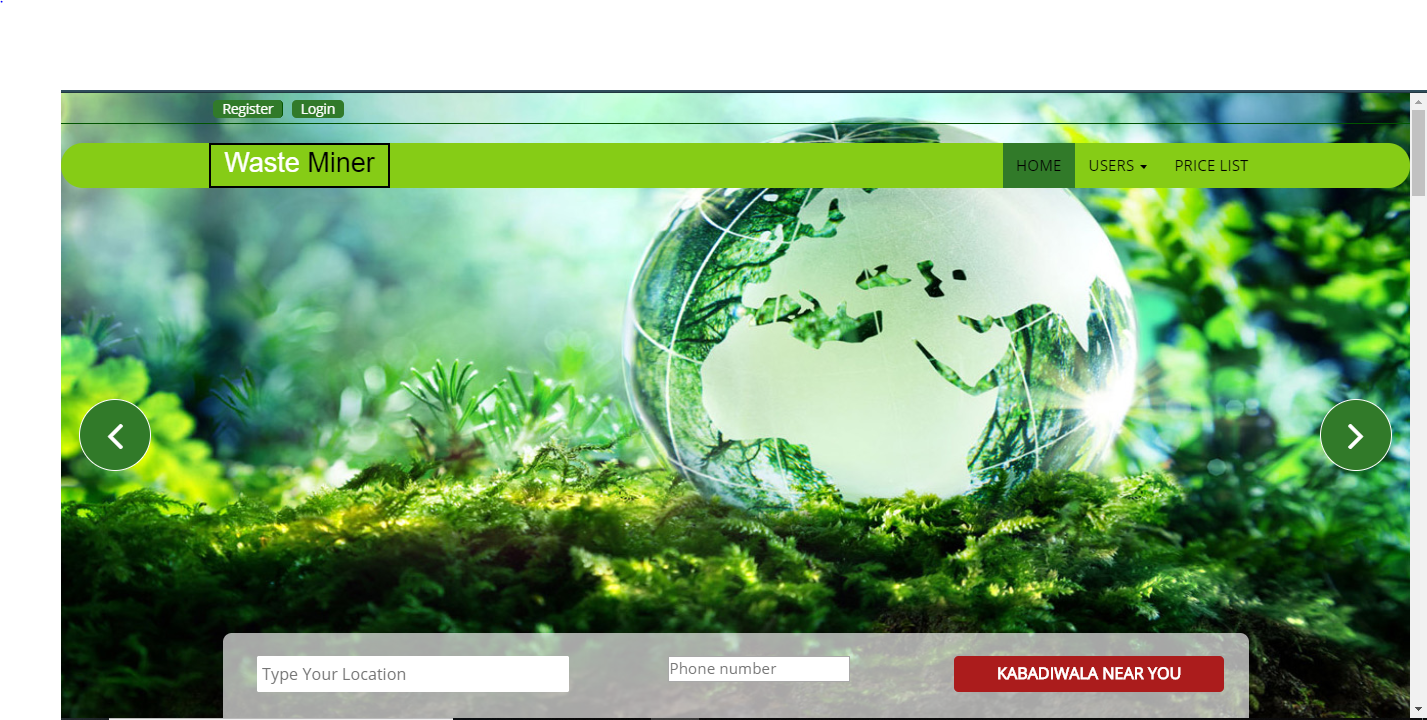 Register Login
Waste Miner HOME USERS PRICE LIST
Type Your Location Phone number KABADIWALA NEAR YOU